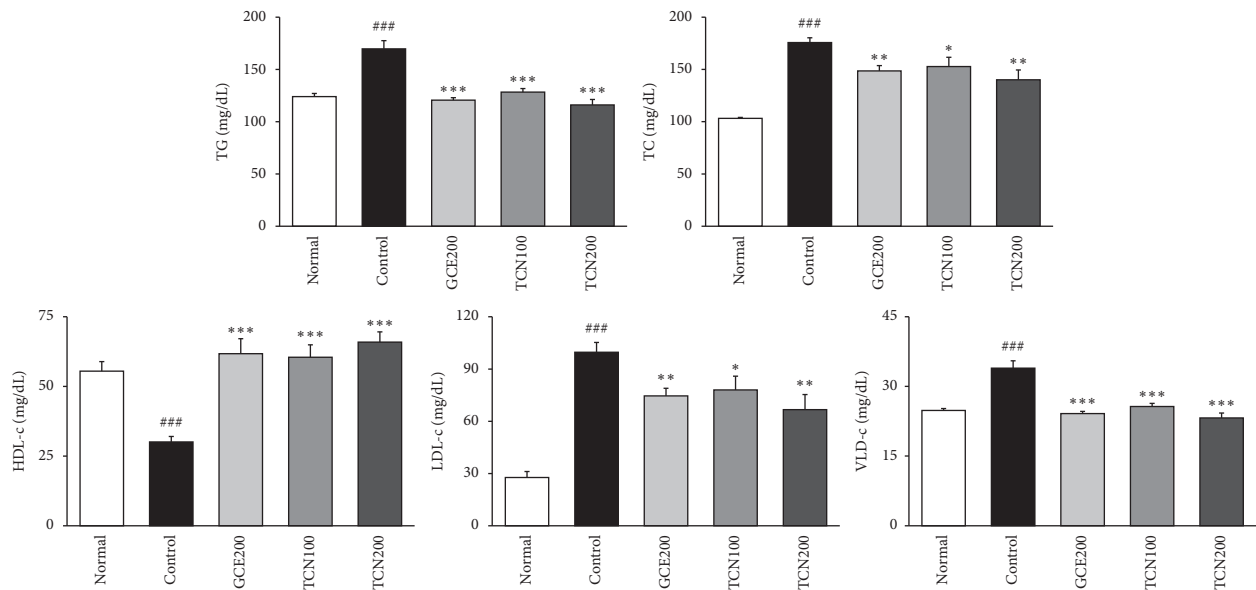 TG (mg/dL)
200
150
100
50
0
###
***
***
***
Normal
Control
GCE200
TCN100
TCN200
TC (mg/dL)
200
150
100
50
0
###
**
*
**
Normal
Control
GCE200
TCN100
TCN200
HDL-c (mg/dL)
75
50
25
0
###
***
***
***
Normal
Control
GCE200
TCN100
TCN200
LDL-c (mg/dL)
120
90
60
30
0
###
**
*
**
Normal
Control
GCE200
TCN100
TCN200
VLD-c (mg/dL)
45
30
15
0
###
***
***
***
Normal
Control
GCE200
TCN100
TCN200